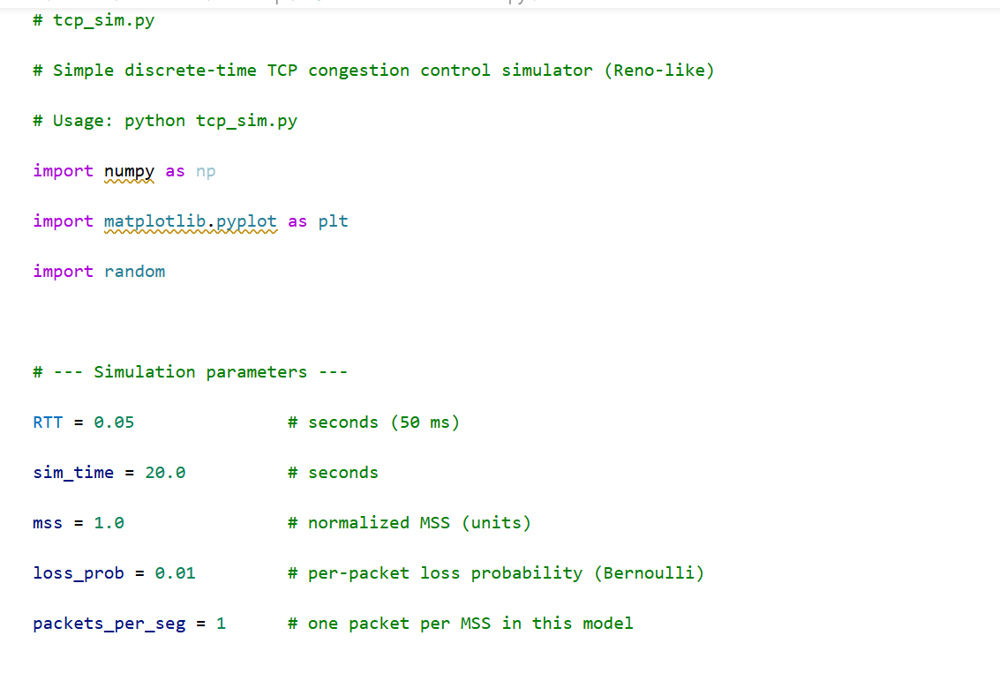 # tcp_sim.py
# Simple discrete-time TCP congestion control simulator (Reno-like)
# Usage: python tcp_sim.py
import numpy as np
import matplotlib.pyplot as plt
import random
# --- Simulation parameters ---
RTT = 0.05               # seconds (50 ms)
sim_time = 20.0          # seconds
mss = 1.0                # normalized MSS (units)
loss_prob = 0.01         # per-packet loss probability (Bernoulli)
packets_per_seg = 1      # one packet per MSS in this model